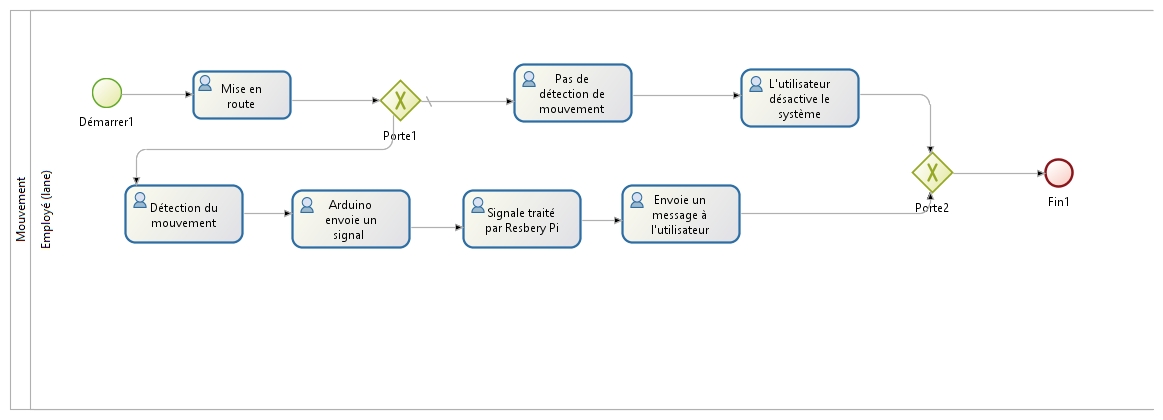 Mouvement
Employé (lane)
Démarrer1
Mise en
route
Porte1
Pas de
détection de
mouvement
L'utilisateur
désactive le
système
Détection du
mouvement
Arduino
envoie un
signal
Signale traité
par Resbery Pi
Envoie un
message à
l'utilisateur
Porte2
Fin1